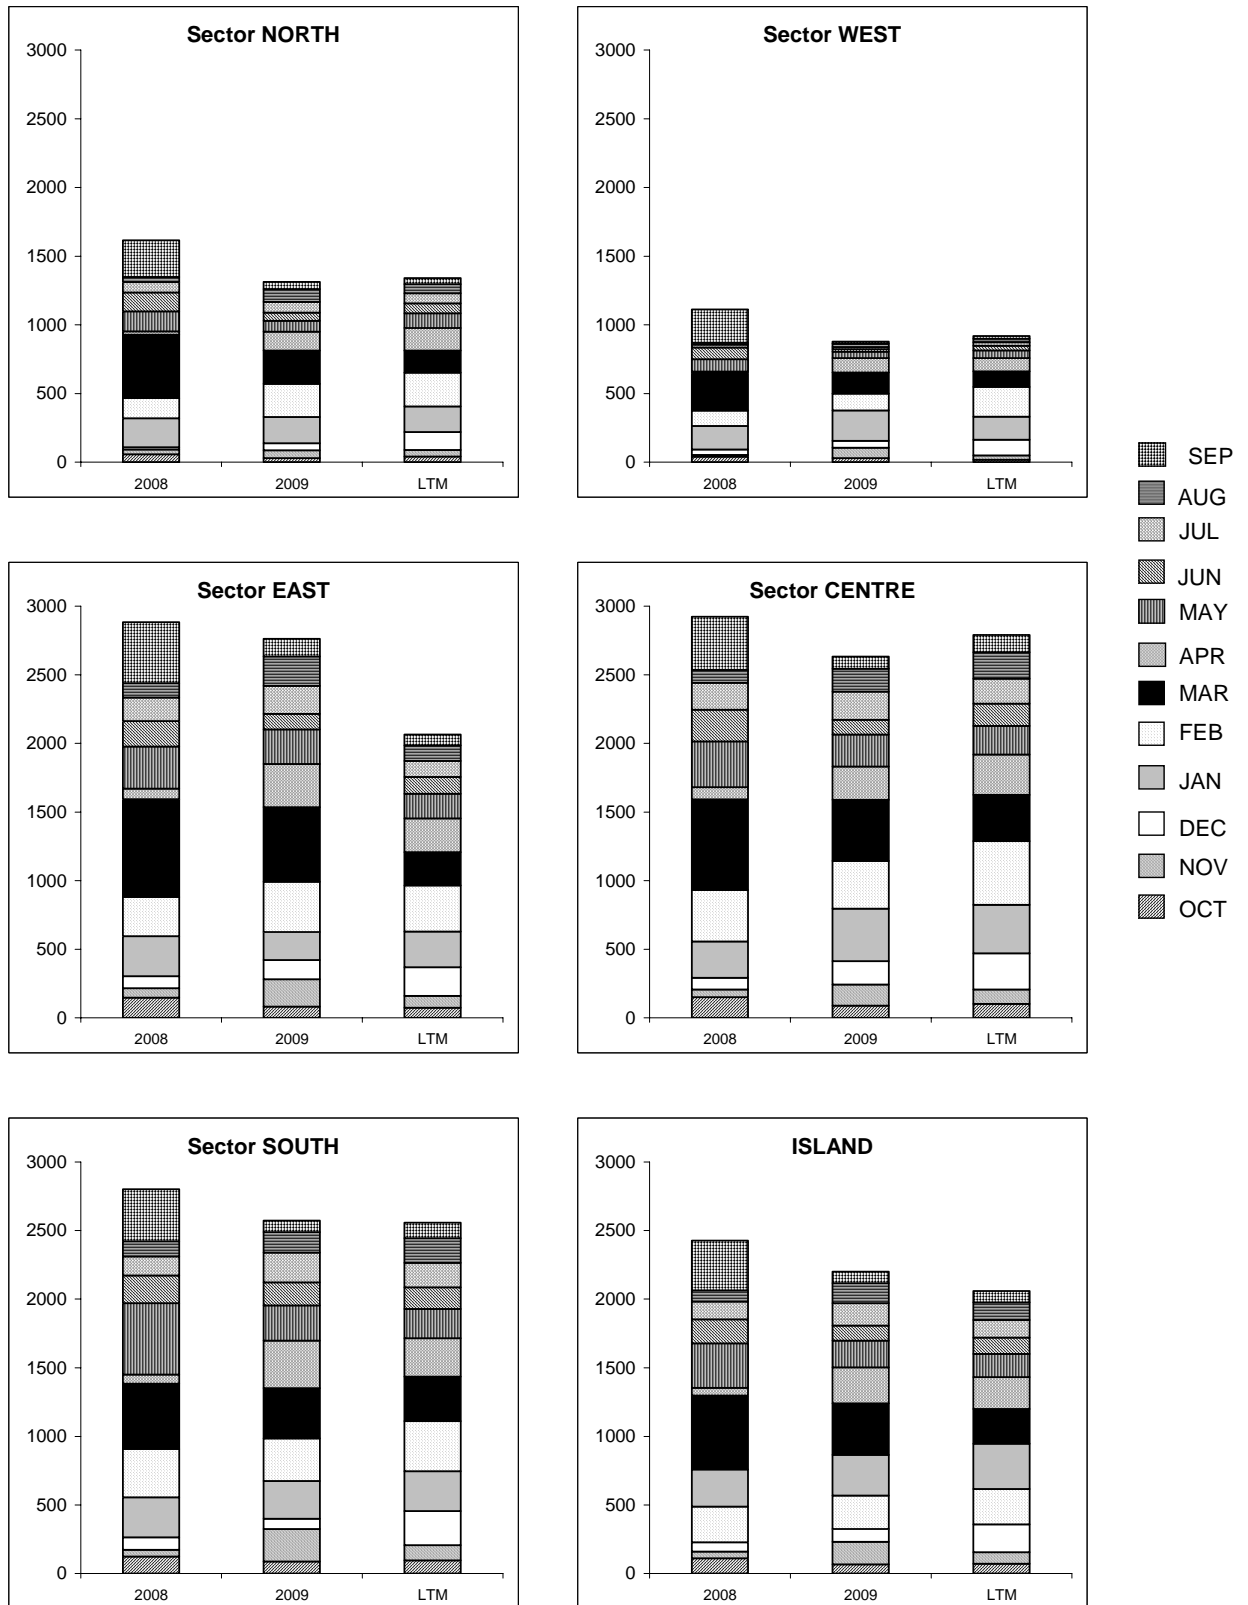 Sector NORTH
3000
2500
2000
1500
1000
500
0
2008 2009 LTM
Sector WEST
3000
2500
2000
1500
1000
500
0
2008 2009 LTM
Sector EAST
3000
2500
2000
1500
1000
500
0
2008 2009 LTM
Sector CENTRE
3000
2500
2000
1500
1000
500
0
2008 2009 LTM
Sector SOUTH
3000
2500
2000
1500
1000
500
0
2008 2009 LTM
ISLAND
3000
2500
2000
1500
1000
500
0
2008 2009 LTM
SEP
AUG
JUL
JUN
MAY
APR
MAR
FEB
JAN
DEC
NOV
OCT